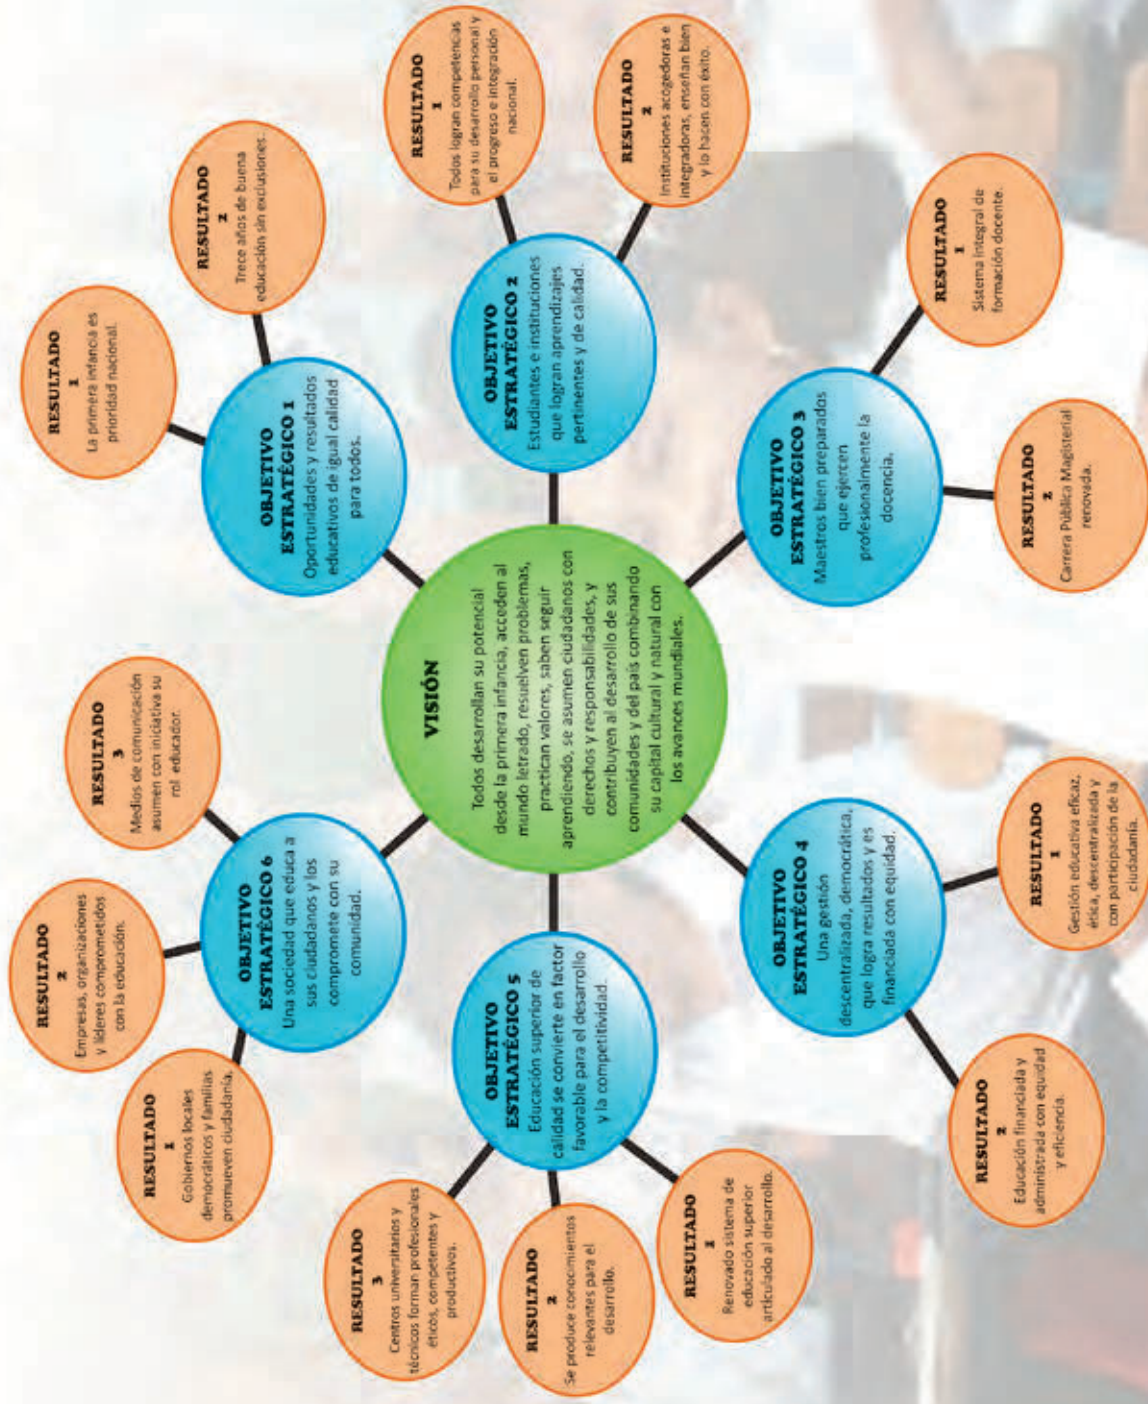 VISIÓN
Todos desarrollan su potencial
desde la primera infancia, acceden al
mundo letrado, resuelven problemas,
practican valores, saben seguir
aprendiendo, se asumen ciudadanos con
derechos y responsabilidades, y
contribuyen al desarrollo de sus
comunidades y del país combinando
su capital cultural y natural con
los avances mundiales.
OBJETIVO
ESTRATÉGICO 1
Oportunidades y resultados
educativos de igual calidad
para todos.
RESULTADO
1
La primera infancia es
prioridad nacional.
RESULTADO
2
Trece años de buena
educación sin exclusiones.
OBJETIVO
ESTRATÉGICO 2
Estudiantes e instituciones
que logran aprendizajes
pertinentes y de calidad.
RESULTADO
1
Todos logran competencias
para su desarrollo personal y
el progreso e integración
nacional.
RESULTADO
2
Instituciones acogedoras e
integradoras, enseñan bien
y lo hacen con éxito.
OBJETIVO
ESTRATÉGICO 3
Maestros bien preparados
que ejercen
profesionalmente la
docencia.
RESULTADO
1
Sistema integral de
formación docente.
RESULTADO
2
Carrera Pública Magisterial
renovada.
OBJETIVO
ESTRATÉGICO 4
Una gestión
descentralizada, democrática,
que logra resultados y es
financiada con equidad.
RESULTADO
1
Gestión educativa eficaz,
ética, descentralizada y
con participación de la
ciudadanía.
RESULTADO
2
Educación financiada y
administrada con equidad
y eficiencia.
OBJETIVO
ESTRATÉGICO 5
Educación superior de
calidad se convierte en factor
favorable para el desarrollo
y la competitividad.
RESULTADO
1
Renovado sistema de
educación superior
articulado al desarrollo.
RESULTADO
2
Se produce conocimientos
relevantes para el
desarrollo.
RESULTADO
3
Centros universitarios y
técnicos forman profesionales
éticos, competentes y
productivos.
OBJETIVO
ESTRATÉGICO 6
Una sociedad que educa a
sus ciudadanos y los
compromete con su
comunidad.
RESULTADO
1
Gobiernos locales
democráticos y familias
promueven ciudadanía.
RESULTADO
2
Empresas, organizaciones
y líderes comprometidos
con la educación.
RESULTADO
3
Medios de comunicación
asumen con iniciativa su
rol educador.